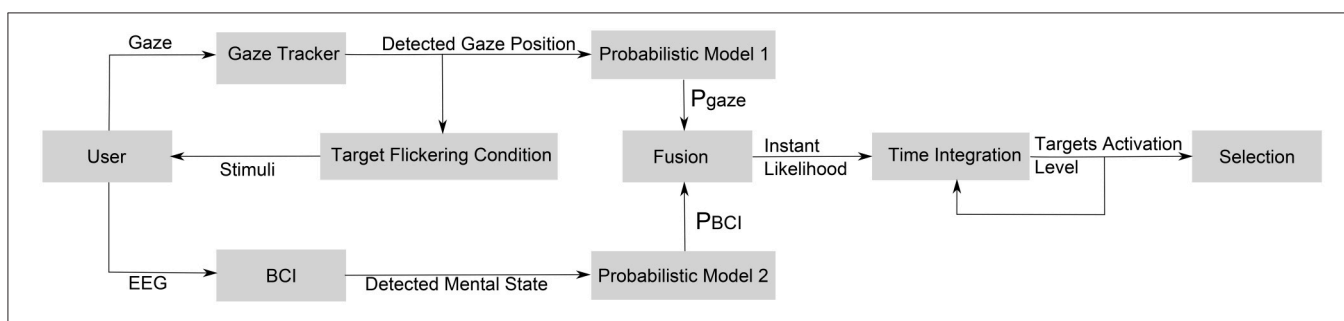 Gaze
Gaze Tracker
Detected Gaze Position
Probabilistic Model 1
Pgaze
User
Stimuli
Target Flickering Condition
Fusion
Instant
Likelihood
Time Integration
Targets Activation
Level
Selection
PBCI
EEG
BCI
Detected Mental State
Probabilistic Model 2